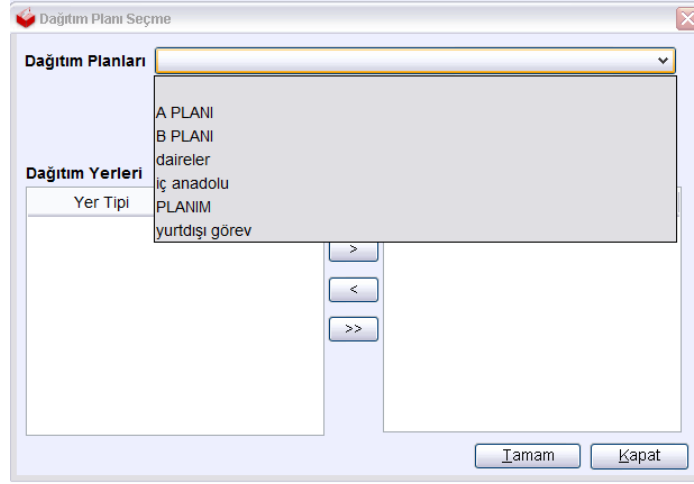 Dağıtım Planı Seçme
Dağıtım Planları
A PLANI
B PLANI
daireler
iç anadolu
PLANIM
yurtdışı görev
Dağıtım Yerleri
Yer Tipi
>
<
>>
Tamam
Kapat